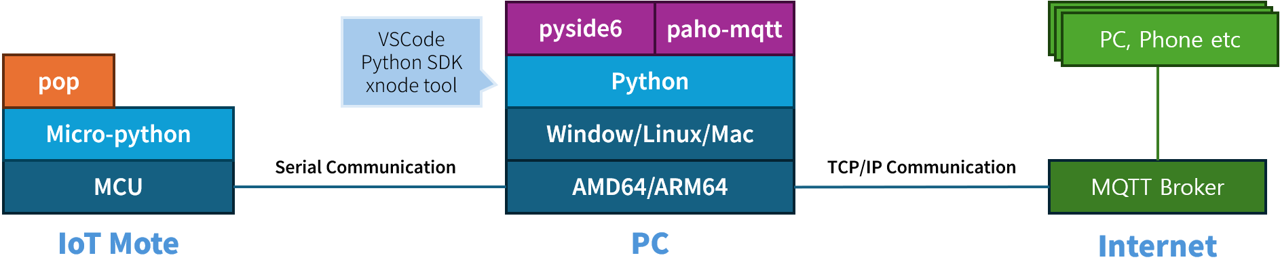 pop
Micro-python
MCU
IoT Mote
Serial Communication
VSCode
Python SDK
xnode tool
pyside6
paho-mqtt
Python
Window/Linux/Mac
AMD64/ARM64
PC
TCP/IP Communication
PC, Phone etc
MQTT Broker
Internet